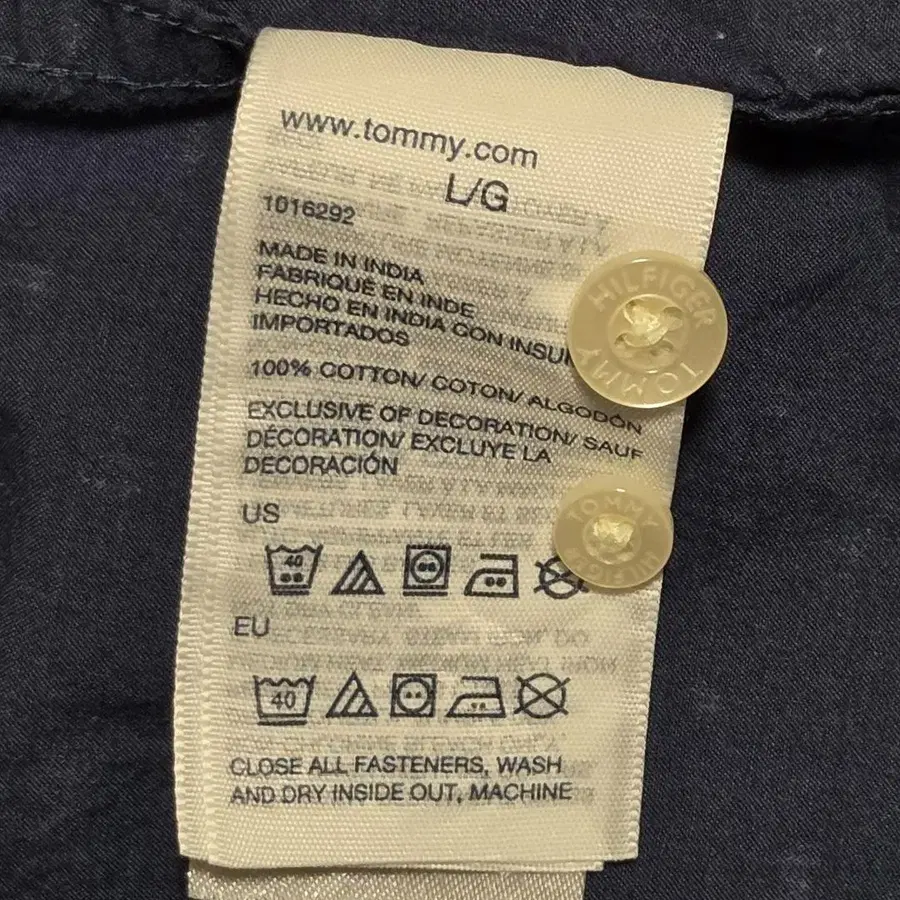 www.tommy.com
L/G
1016292
MADE IN INDIA
FABRIQUÉ EN INDE
HECHO EN INDIA CON
IMPORTADOS
100% COTTON/ COTON/ ALGODÓN
EXCLUSIVE OF DECORATION/ SAUF
DÉCORATION/ EXCLUYE LA
DECORACIÓN
US
40
EU
40
CLOSE ALL FASTENERS, WASH
AND DRY INSIDE OUT, MACHINE
HILFIGER
TOMMY
TOMMY
HILFIGER